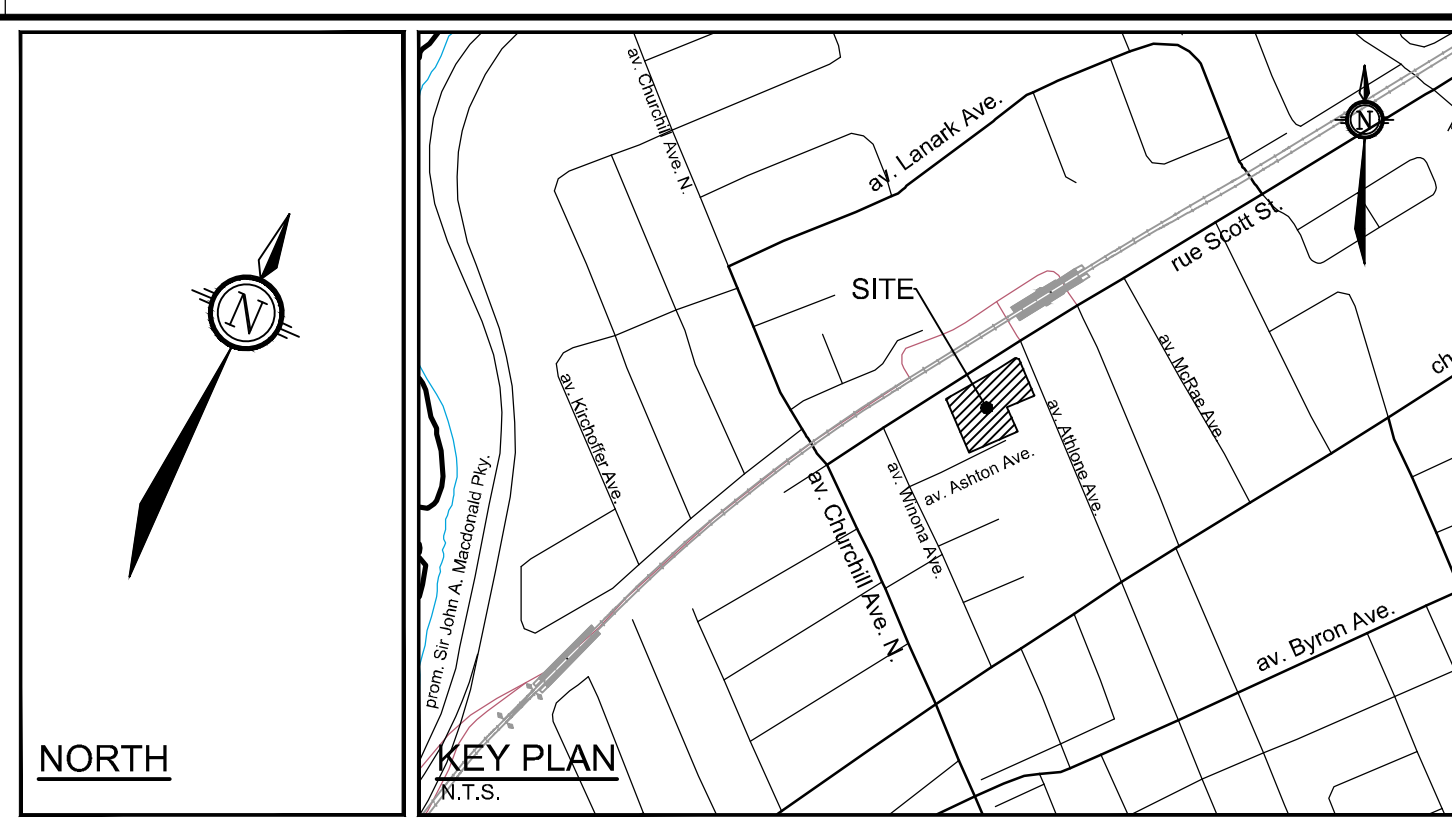 N
NORTH
av. Churchill Ave. N.
av. Lanark Ave.
N
rue Scott St.
SITE
av. Kirchoffer Ave.
av. McRae Ave
ch
av. Athlone Ave.
av. Ashton Ave.
av. Winona Ave.
av. Churchill Ave. N.
prom. Sir John A. Macdonald Pky.
av. Byron Ave.
KEY PLAN
N.T.S.